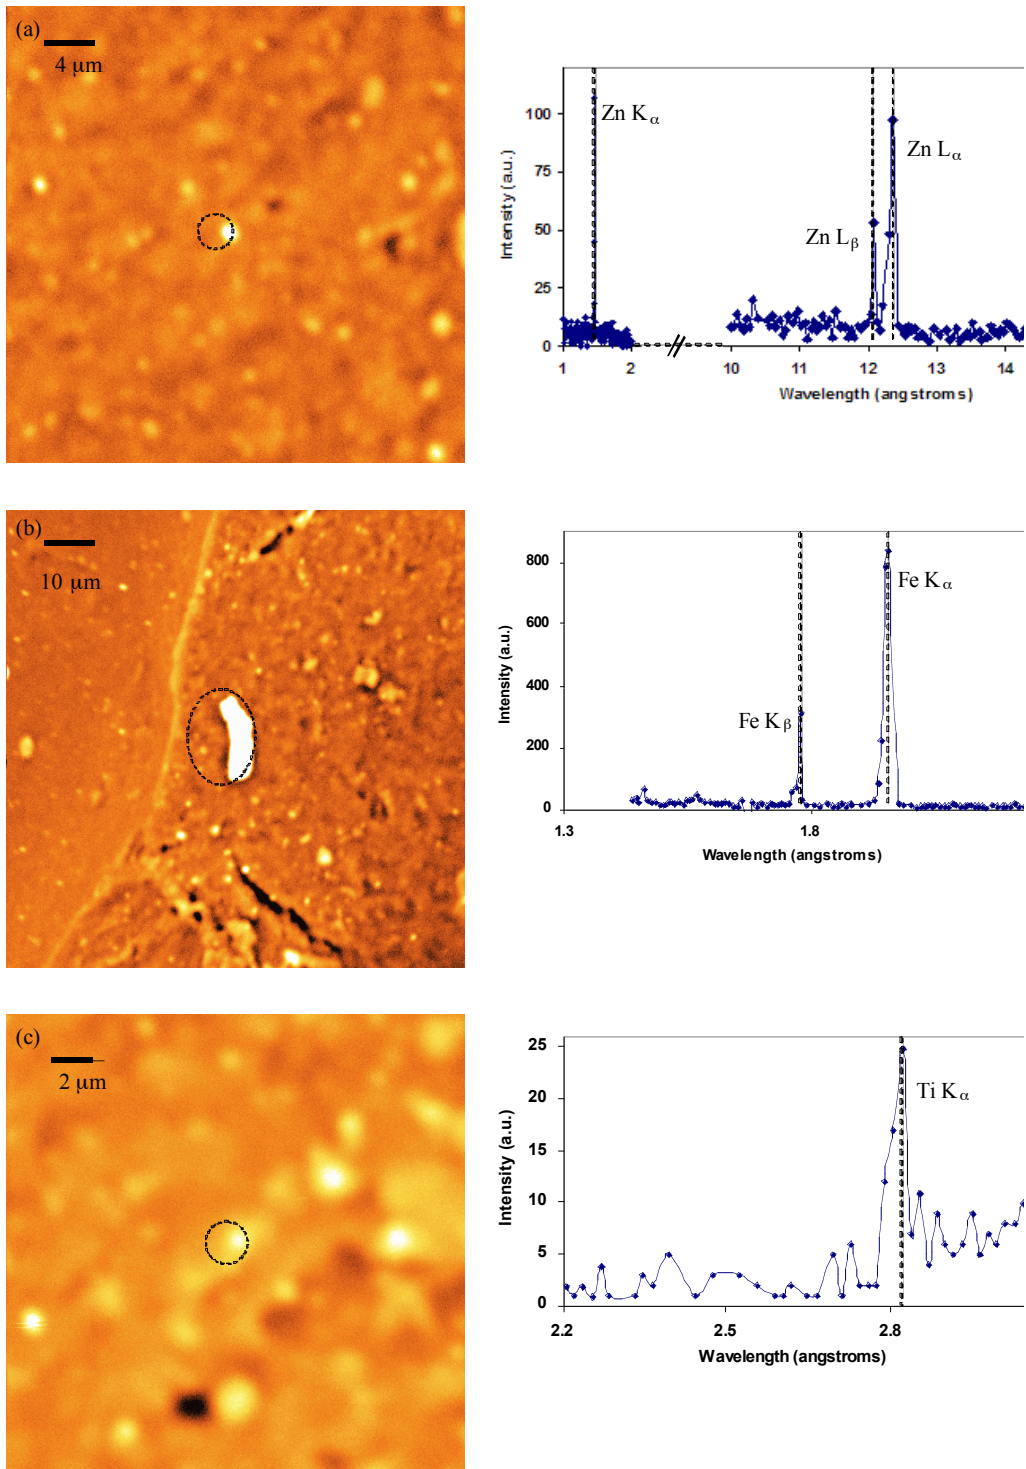 (a)
4 μm
100
75
50
25
0
Intensity (a.u.)
Zn Kα
Zn Lα
Zn Lβ
1 2 10 11 12 13 14
Wavelength (angstroms)
(b)
10 μm
800
600
400
200
0
Intensity (a.u.)
Fe Kα
Fe Kβ
1.3 1.8
Wavelength (angstroms)
(c)
2 μm
25
20
15
10
5
0
Intensity (a.u.)
Ti Kα
2.2 2.5 2.8
Wavelength (angstroms)